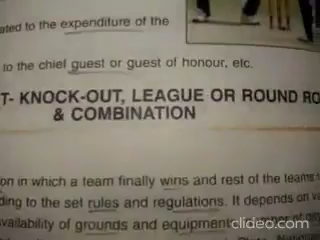 ated to the expenditure of the
to the chief guest or guest of honour, etc.
T- KNOCK-OUT, LEAGUE OR ROUND RO
& COMBINATION
on in which a team finally wins and rest of the teams
ding to the set rules and regulations. It depends on va
vailability of grounds and equipment
clideo.com